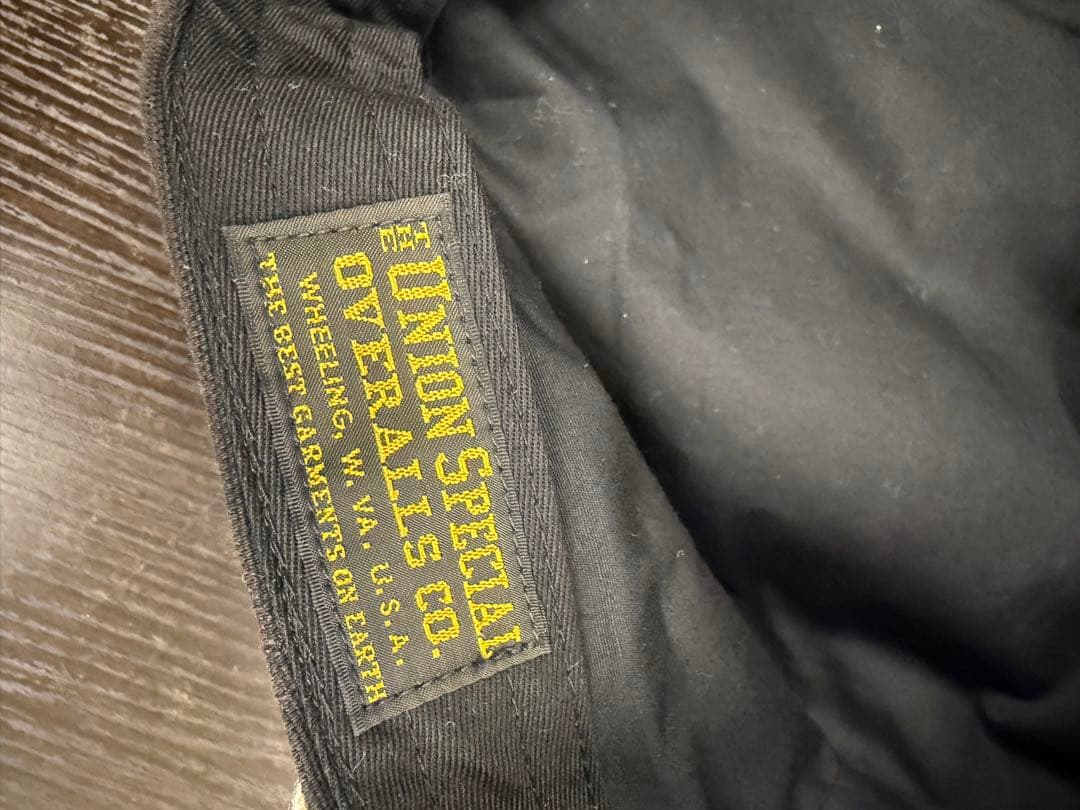 THE UNION SPECIAL
OVERALLS CO.
WHEELING, W. VA. U.S.A.
THE BEST GARMENTS ON EARTH